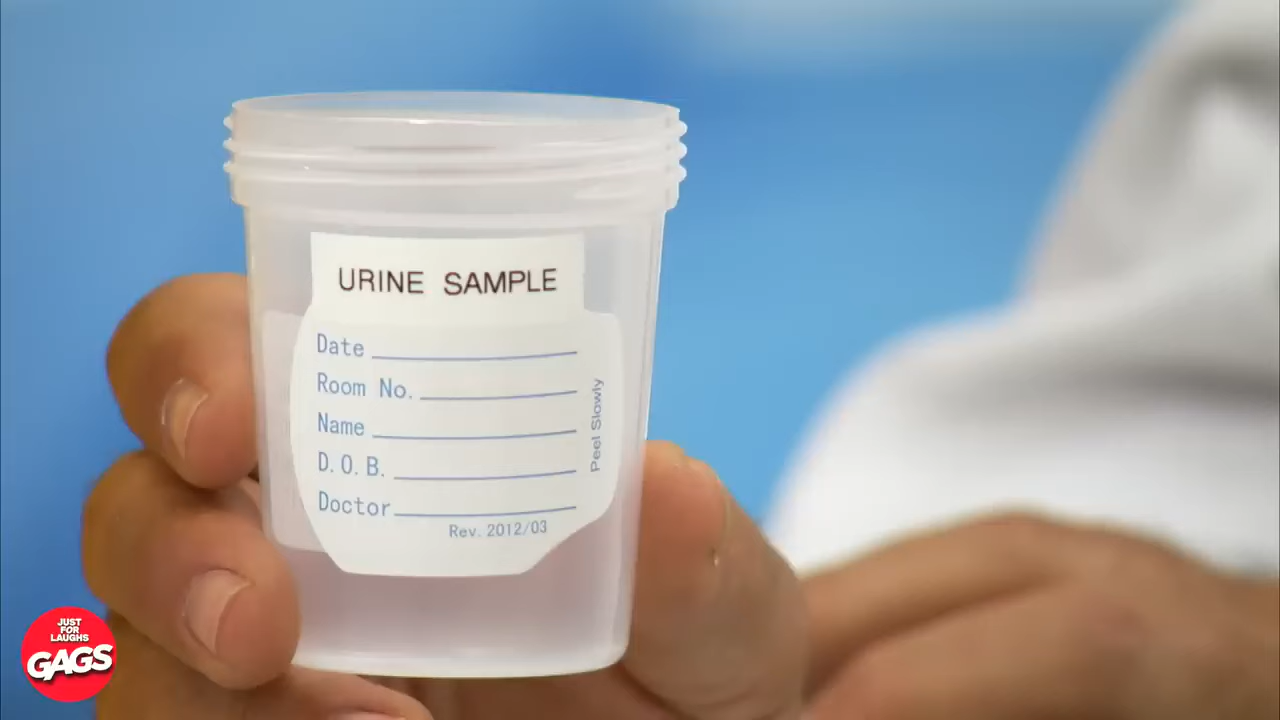 URINE SAMPLE
Date
Room No.
Name
D.O.B.
Doctor
Peel Slowly
Rev. 2012/03
JUST
FOR
LAUGHS
GAGS